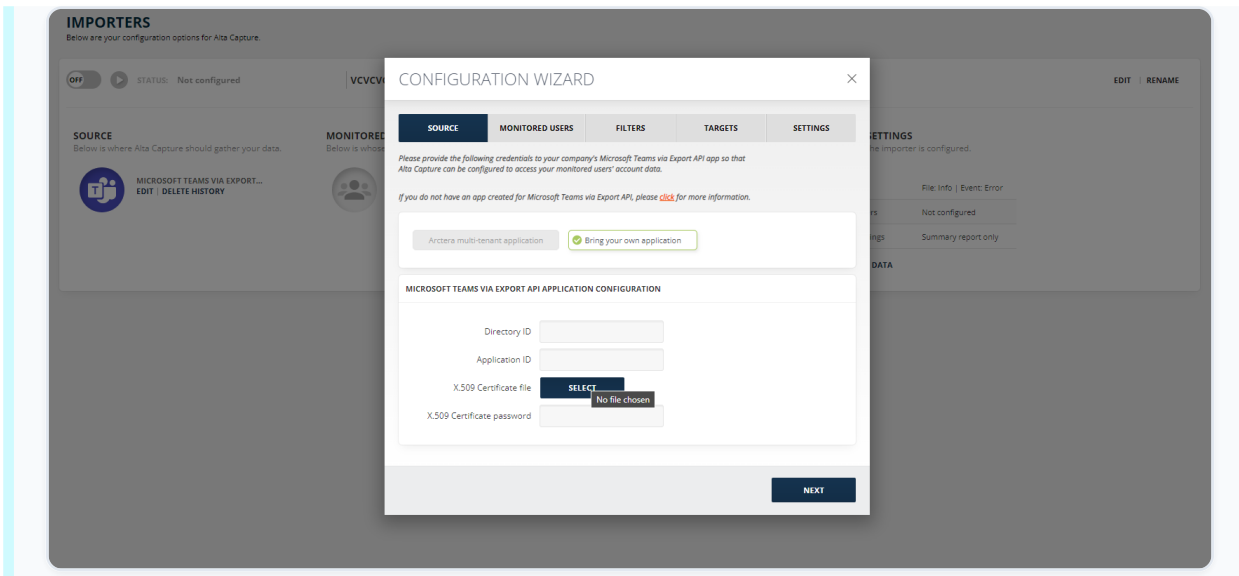 IMPORTERS
Below are your configuration options for Alta Capture.
OFF
STATUS: Not configured
EDIT | RENAME
CONFIGURATION WIZARD
SOURCE
MONITORED USERS
FILTERS
TARGETS
SETTINGS
Please provide the following credentials to your company's Microsoft Teams via Export API app so that
Alta Capture can be configured to access your monitored users' account data.
If you do not have an app created for Microsoft Teams via Export API, please click for more information.
Arctera multi-tenant application
Bring your own application
MICROSOFT TEAMS VIA EXPORT API APPLICATION CONFIGURATION
Directory ID
Application ID
X.509 Certificate file
SELECT
No file chosen
X.509 Certificate password
NEXT
SOURCE
Below is where Alta Capture should gather your data.
MICROSOFT TEAMS VIA EXPORT...
EDIT | DELETE HISTORY
MONITORED
Below is whose
he importer is configured.
File: Info | Event: Error
Not configured
Summary report only
DATA